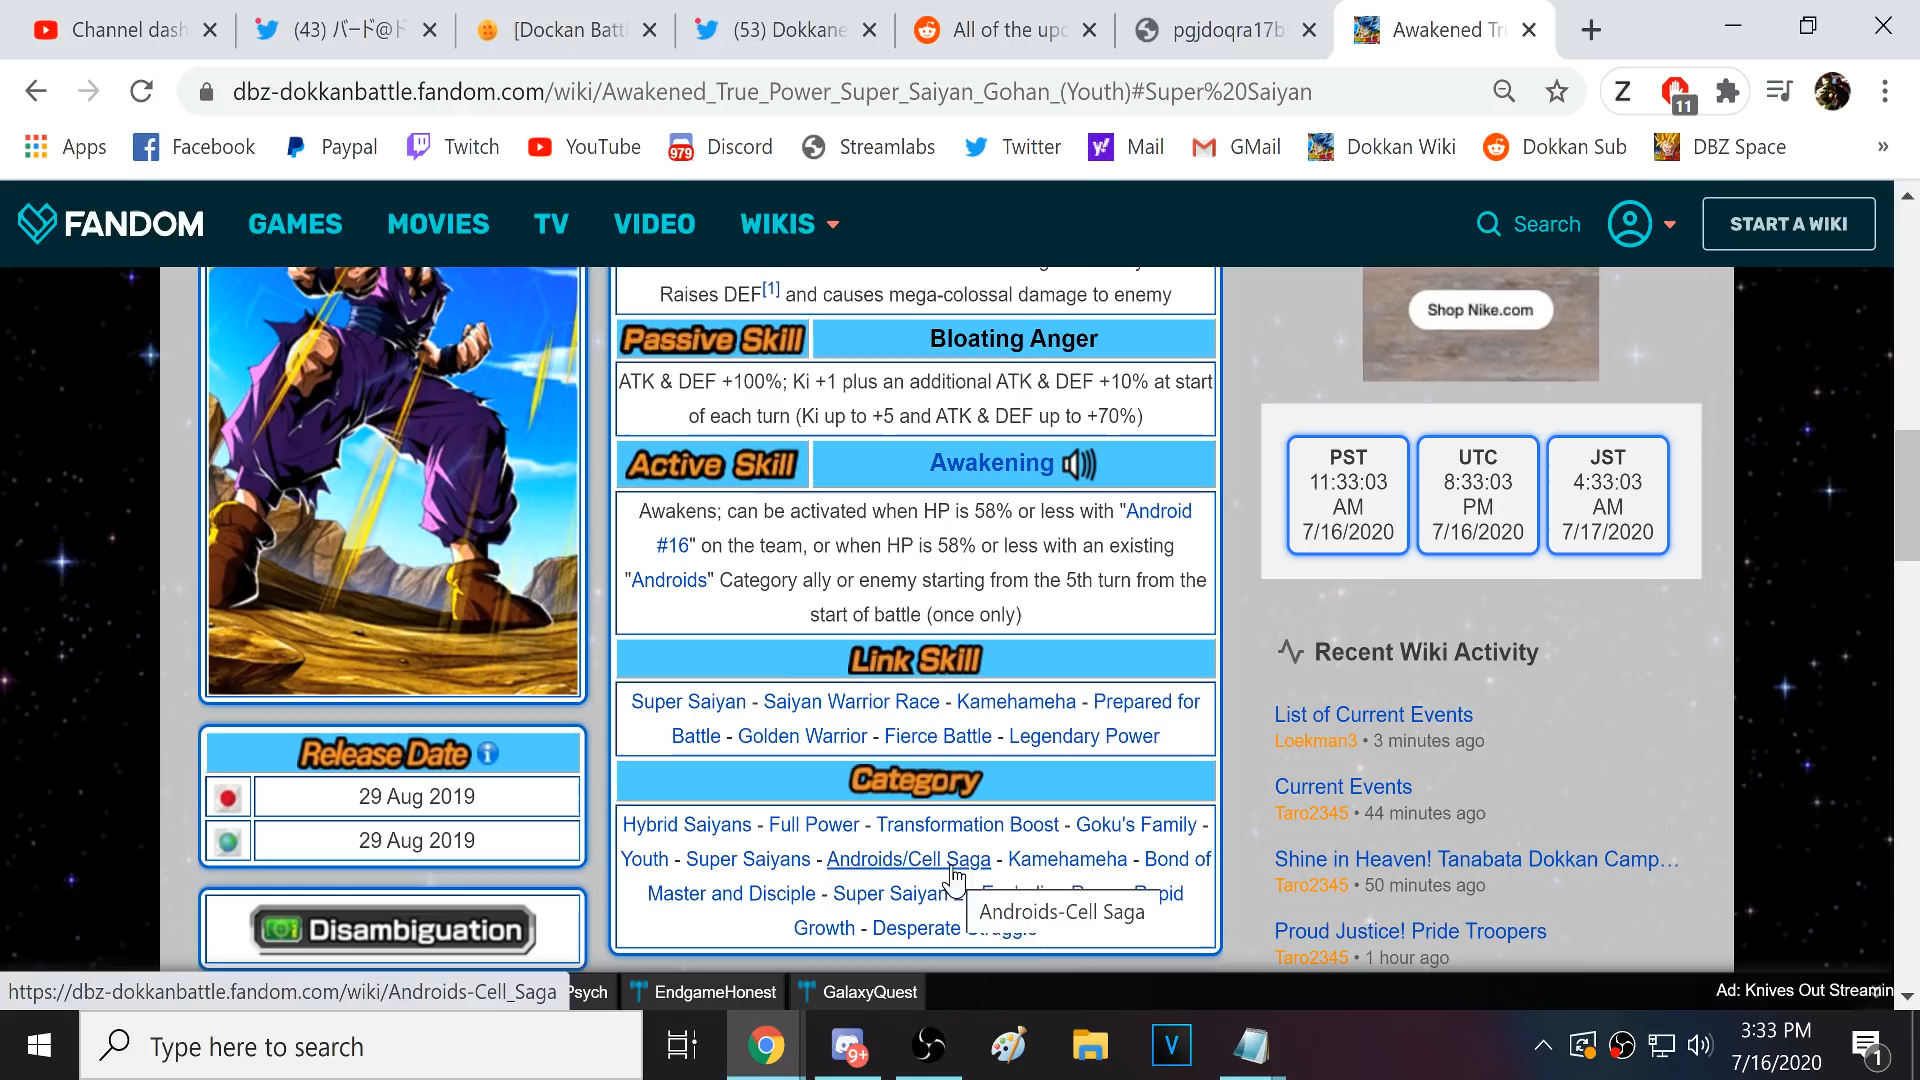 Channel dash
(43) バード@ド
[Dockan Batt
(53) Dokkane
All of the upc
pgjdoqra17b
Awakened Tr
dbz-dokkanbattle.fandom.com/wiki/Awakened_True_Power_Super_Saiyan_Gohan_(Youth)#Super%20Saiyan
Z
11
Apps
Facebook
Paypal
Twitch
YouTube
979
Discord
Streamlabs
Twitter
Mail
GMail
Dokkan Wiki
Dokkan Sub
DBZ Space
»
FANDOM
GAMES
MOVIES
TV
VIDEO
WIKIS
Search
START A WIKI
Raises DEF[1] and causes mega-colossal damage to enemy
Passive Skill
Bloating Anger
ATK & DEF +100%; Ki +1 plus an additional ATK & DEF +10% at start
of each turn (Ki up to +5 and ATK & DEF up to +70%)
Active Skill
Awakening
Awakens; can be activated when HP is 58% or less with "Android
#16" on the team, or when HP is 58% or less with an existing
"Androids" Category ally or enemy starting from the 5th turn from the
start of battle (once only)
Link Skill
Super Saiyan - Saiyan Warrior Race - Kamehameha - Prepared for
Battle - Golden Warrior - Fierce Battle - Legendary Power
Category
Hybrid Saiyans - Full Power - Transformation Boost - Goku's Family -
Youth - Super Saiyans - Androids/Cell Saga - Kamehameha - Bond of
Master and Disciple - Super Saiyan
Growth - Desperate
Androids-Cell Saga
Release Date
29 Aug 2019
29 Aug 2019
Disambiguation
Shop Nike.com
PST
11:33:03
AM
7/16/2020
UTC
8:33:03
PM
7/16/2020
JST
4:33:03
AM
7/17/2020
Recent Wiki Activity
List of Current Events
Loekman3 • 3 minutes ago
Current Events
Taro2345 • 44 minutes ago
Shine in Heaven! Tanabata Dokkan Camp...
Taro2345 • 50 minutes ago
Proud Justice! Pride Troopers
Taro2345 • 1 hour ago
https://dbz-dokkanbattle.fandom.com/wiki/Androids-Cell_Saga
Psych
EndgameHonest
GalaxyQuest
Ad: Knives Out Streamin
Type here to search
9+
V
3:33 PM
7/16/2020
1